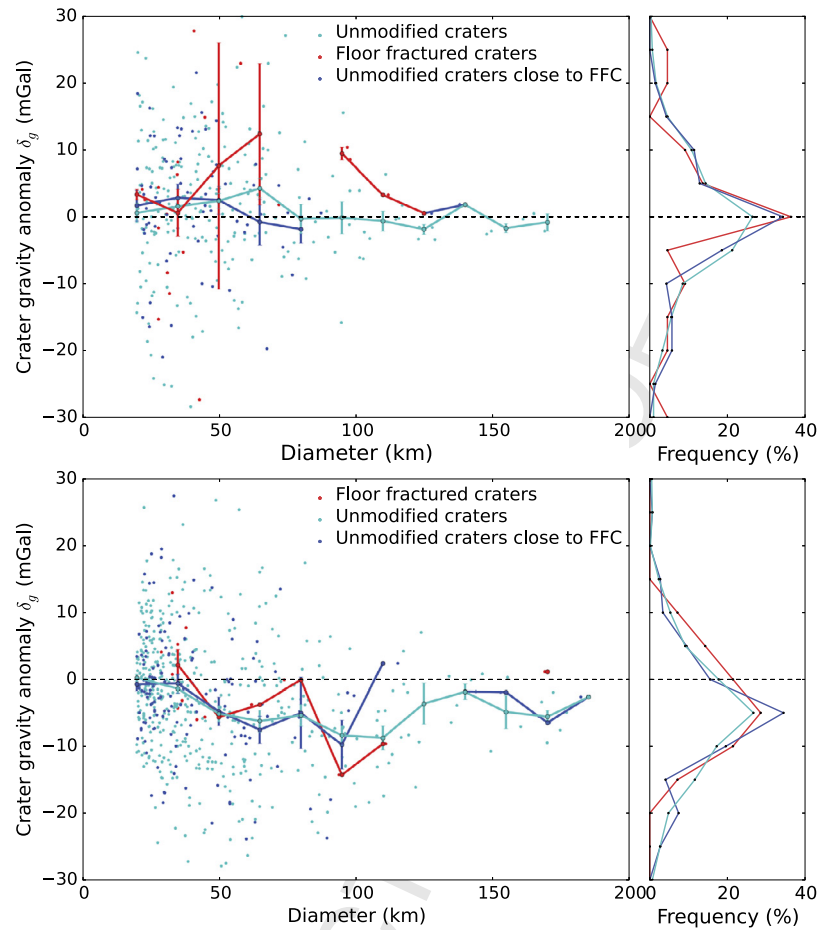 30
20
10
0
−10
−20
−30
Crater gravity anomaly δg (mGal)
Unmodified craters
Floor fractured craters
Unmodified craters close to FFC
0
50
100
150
200
Diameter (km)
0
20
40
Frequency (%)
30
20
10
0
−10
−20
−30
Crater gravity anomaly δg (mGal)
Floor fractured craters
Unmodified craters
Unmodified craters close to FFC
0
50
100
150
200
Diameter (km)
0
20
40
Frequency (%)